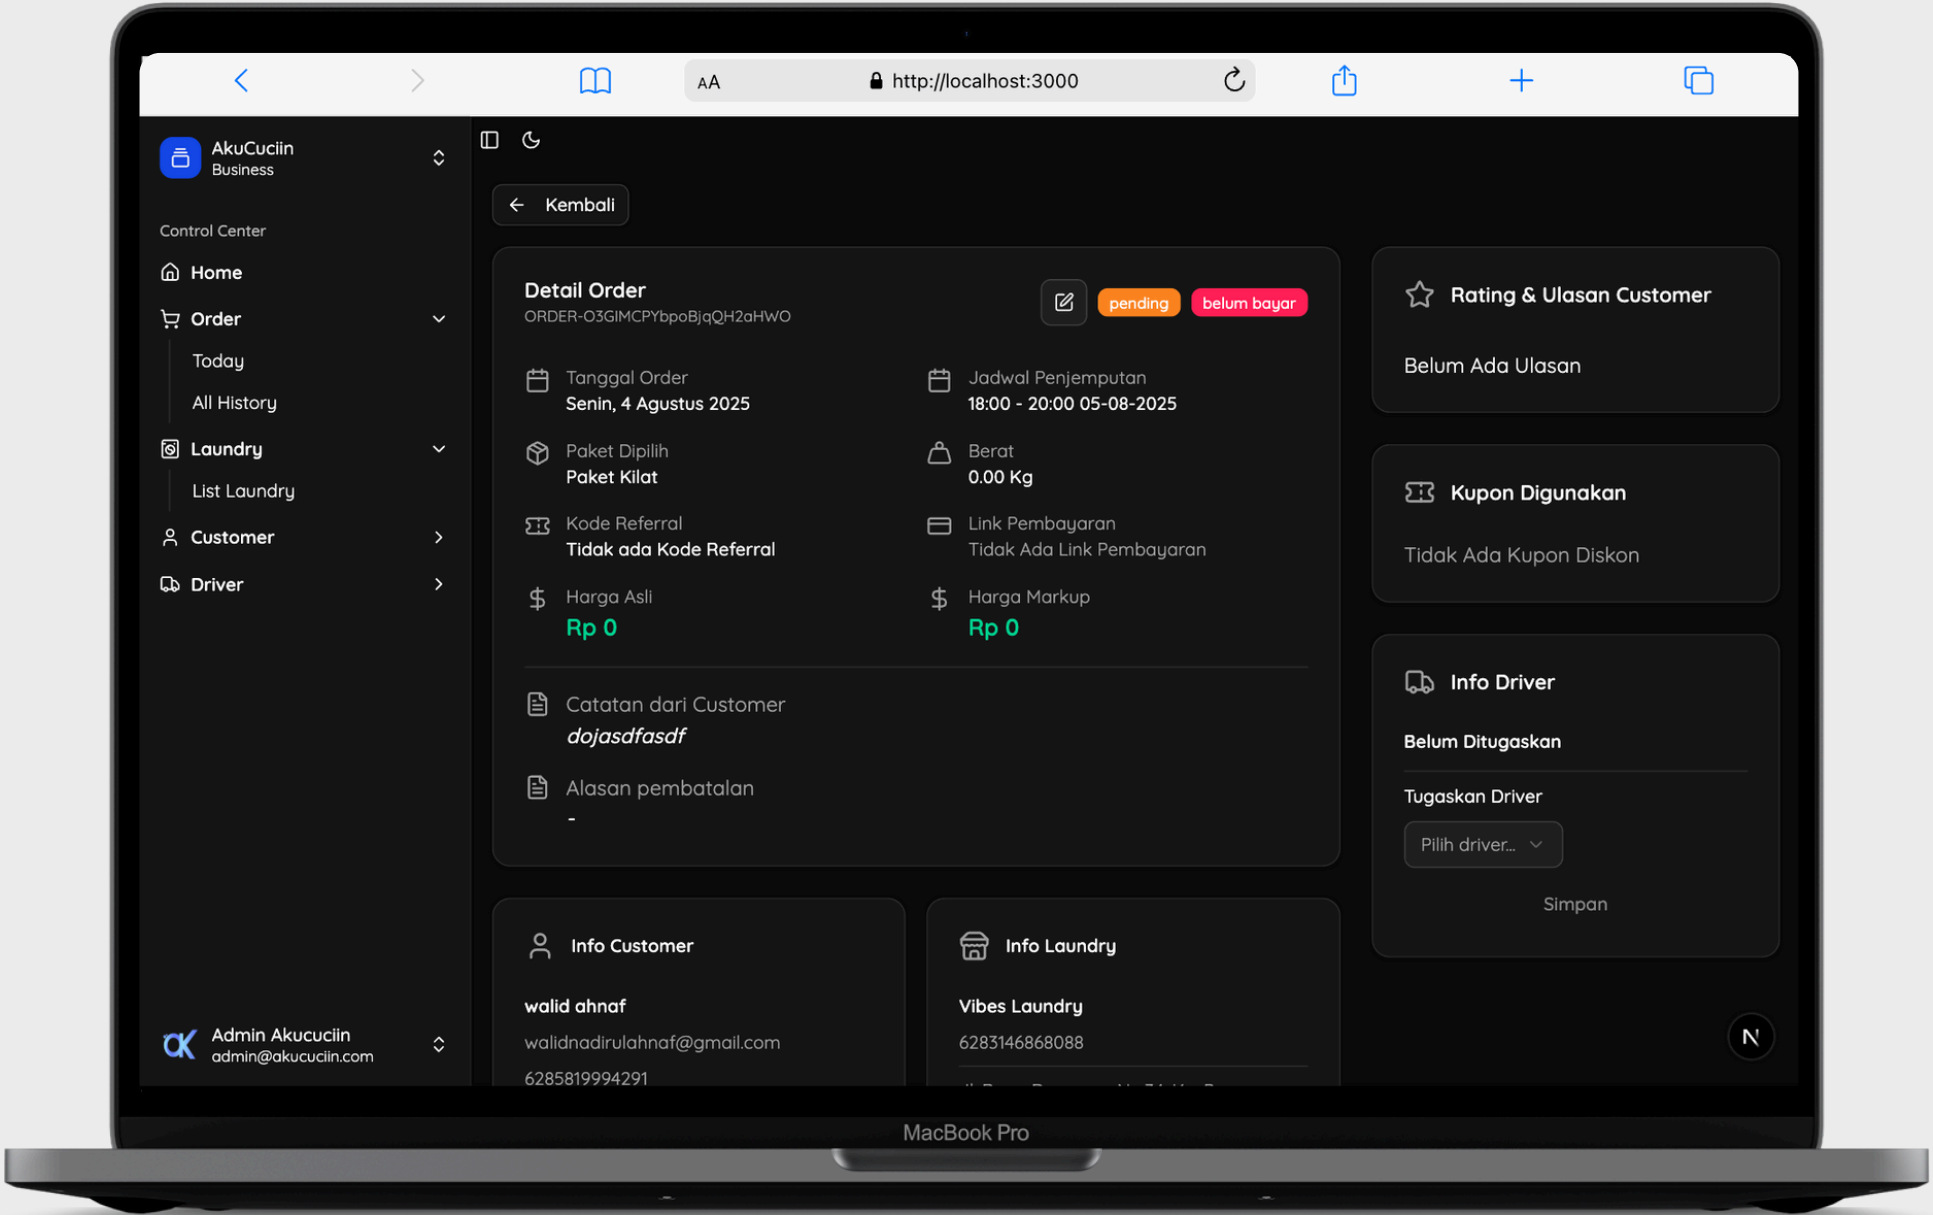 AA
http://localhost:3000
AkuCuciin
Business
Control Center
Home
Order
Today
All History
Laundry
List Laundry
Customer
Driver
Admin Akucuciin
admin@akucuciin.com
Kembali
Detail Order
ORDER-O3GIMCPYbpoBjqQH2aHWO
pending
belum bayar
Tanggal Order
Senin, 4 Agustus 2025
Jadwal Penjemputan
18:00 - 20:00 05-08-2025
Paket Dipilih
Paket Kilat
Berat
0.00 Kg
Kode Referral
Tidak ada Kode Referral
Link Pembayaran
Tidak Ada Link Pembayaran
Harga Asli
Rp 0
Harga Markup
Rp 0
Catatan dari Customer
dojasdfasdf
Alasan pembatalan
-
Info Customer
walid ahnaf
walidnadirulahnaf@gmail.com
6285819994291
Info Laundry
Vibes Laundry
6283146868088
Rating & Ulasan Customer
Belum Ada Ulasan
Kupon Digunakan
Tidak Ada Kupon Diskon
Info Driver
Belum Ditugaskan
Tugaskan Driver
Pilih driver...
Simpan
N
MacBook Pro